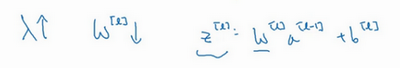 λ↑ W^[l]↓ z^[l] = W^[l] a^[l-1] + b^[l]